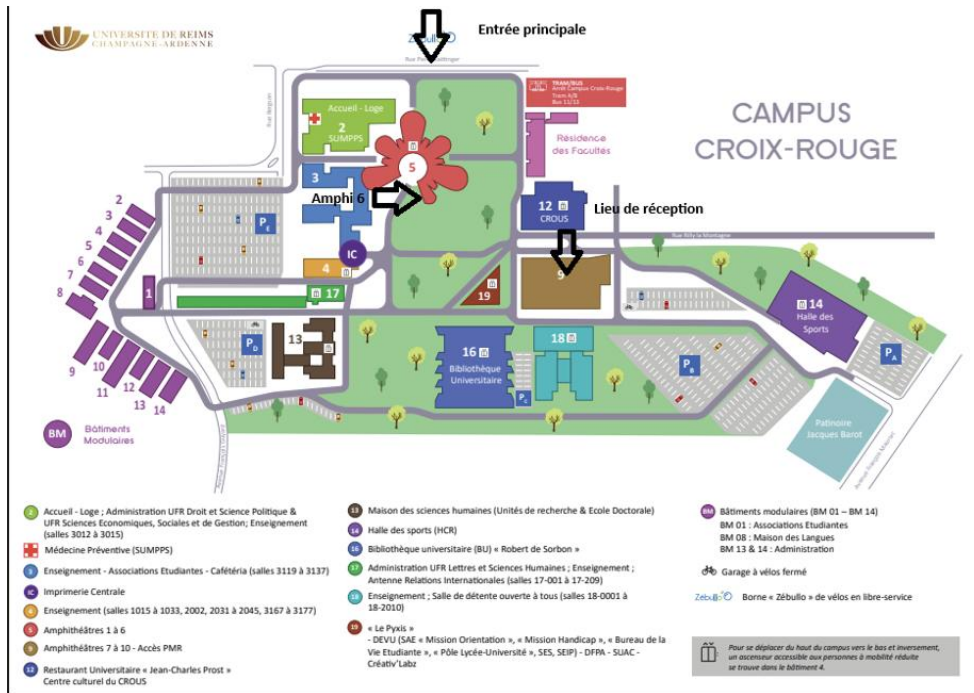 UNIVERSITE DE REIMS
CHAMPAGNE-ARDENNE
Zébullo
Entrée principale
Rue
TRAM/BUS
Arrêt Campus Croix-Rouge
Tram A/B
Bus 11/13
CAMPUS
CROIX-ROUGE
Accueil - Loge
2
SUMPPS
Résidence
des Facultés
5
3
Amphi 6
12
CROUS
Lieu de réception
Rue Rilly la Montagne
IC
4
9
P E
2
3
4
5
6
7
8
1
17
19
14
Halle des
Sports
P A
P D
13
16
Bibliothèque
Universitaire
18
P C
P B
9
10
11
12
13
14
BM
Bâtiments
Modulaires
Patinoire
Jacques Barot
2 Accueil - Loge ; Administration UFR Droit et Science Politique &
UFR Sciences Economiques, Sociales et de Gestion; Enseignement
(salles 3012 à 3015)
Médecine Préventive (SUMPPS)
3 Enseignement - Associations Etudiantes - Cafétéria (salles 3119 à 3137)
IC Imprimerie Centrale
4 Enseignement (salles 1015 à 1033, 2002, 2031 à 2045, 3167 à 3177)
5 Amphithéâtres 1 à 6
9 Amphithéâtres 7 à 10 - Accès PMR
12 Restaurant Universitaire « Jean-Charles Prost »
Centre culturel du CROUS
13 Maison des sciences humaines (Unités de recherche & Ecole Doctorale)
14 Halle des sports (HCR)
16 Bibliothèque universitaire (BU) « Robert de Sorbon »
17 Administration UFR Lettres et Sciences Humaines ; Enseignement ;
Antenne Relations Internationales (salles 17-001 à 17-209)
18 Enseignement ; Salle de détente ouverte à tous (salles 18-0001 à
18-2010)
19 « Le Pyxis »
- DEVU (SAE « Mission Orientation », « Mission Handicap », « Bureau de la
Vie Etudiante », « Pôle Lycée-Université », SES, SEIP) - DFPA - SUAC -
Créativ'Labz
BM Bâtiments modulaires (BM 01 – BM 14)
BM 01 : Associations Etudiantes
BM 08 : Maison des Langues
BM 13 & 14 : Administration
Garage à vélos fermé
Zébullo Borne « Zébullo » de vélos en libre-service
Pour se déplacer du haut du campus vers le bas et inversement,
un ascenseur accessible aux personnes à mobilité réduite
se trouve dans le bâtiment 4.